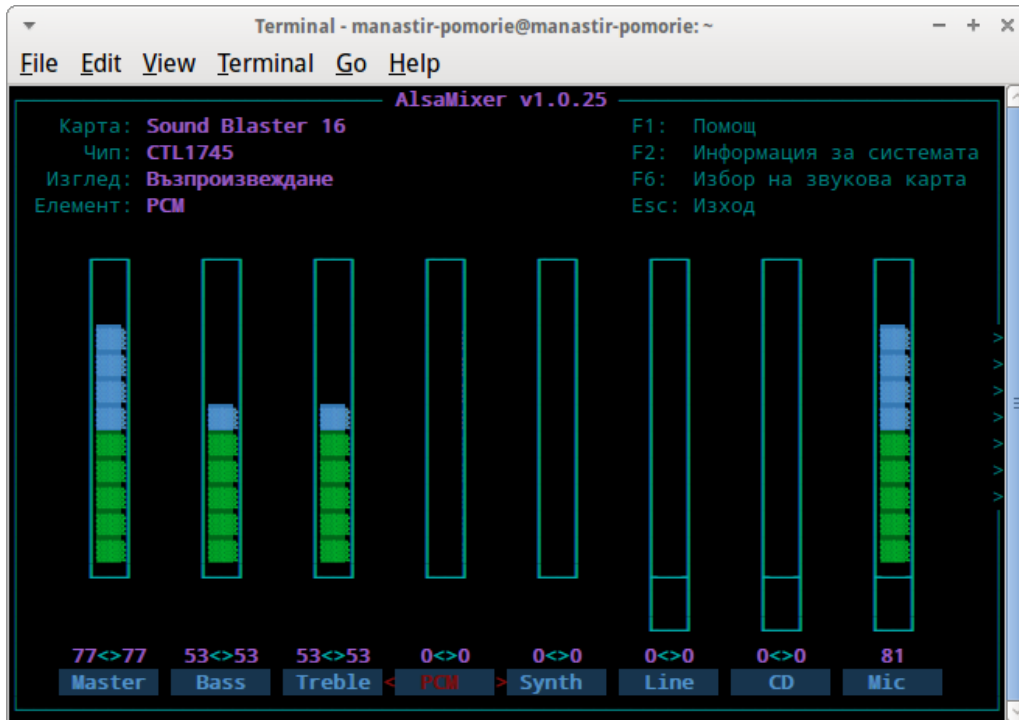 Terminal - manastir-pomorie@manastir-pomorie: ~
File Edit View Terminal Go Help
AlsaMixer v1.0.25
Карта: Sound Blaster 16
Чип: CTL1745
Изглед: Възпроизвеждане
Елемент: PCM
F1: Помощ
F2: Информация за системата
F6: Избор на звукова карта
Esc: Изход
77<>77 53<>53 53<>53 0<>0 0<>0 0<>0 0<>0 81
Master Bass Treble < PCM > Synth Line CD Mic